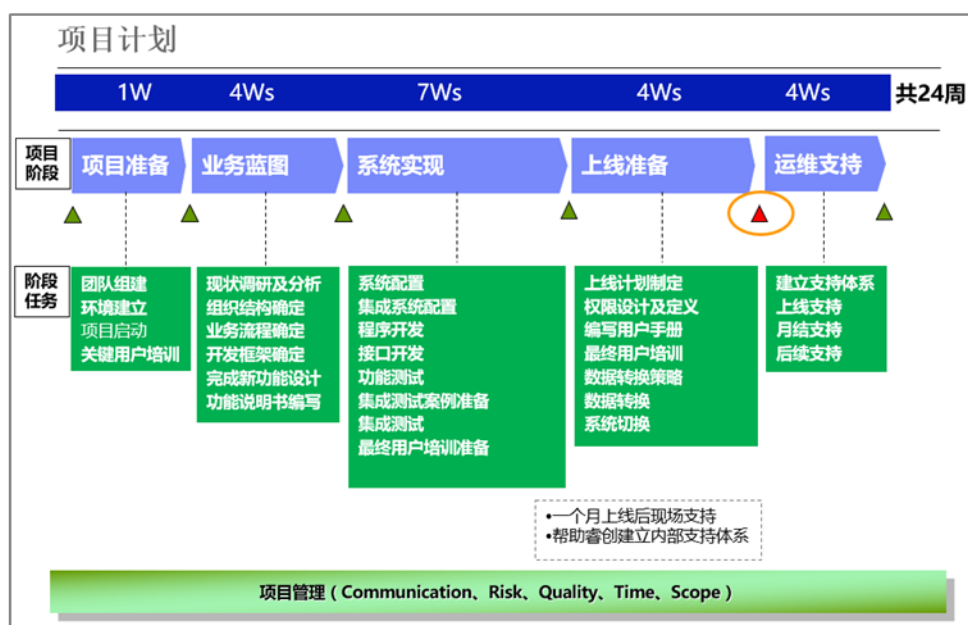 项目计划
1W
4Ws
7Ws
4Ws
4Ws
共24周
项目
阶段
项目准备
业务蓝图
系统实现
上线准备
运维支持
阶段
任务
团队组建
环境建立
项目启动
关键用户培训
现状调研及分析
组织结构确定
业务流程确定
开发框架确定
完成新功能设计
功能说明书编写
系统配置
集成系统配置
程序开发
接口开发
功能测试
集成测试案例准备
集成测试
最终用户培训准备
上线计划制定
权限设计及定义
编写用户手册
最终用户培训
数据转换策略
数据转换
系统切换
建立支持体系
上线支持
月结支持
后续支持
•一个月上线后现场支持
•帮助睿创建立内部支持体系
项目管理（Communication、Risk、Quality、Time、Scope）